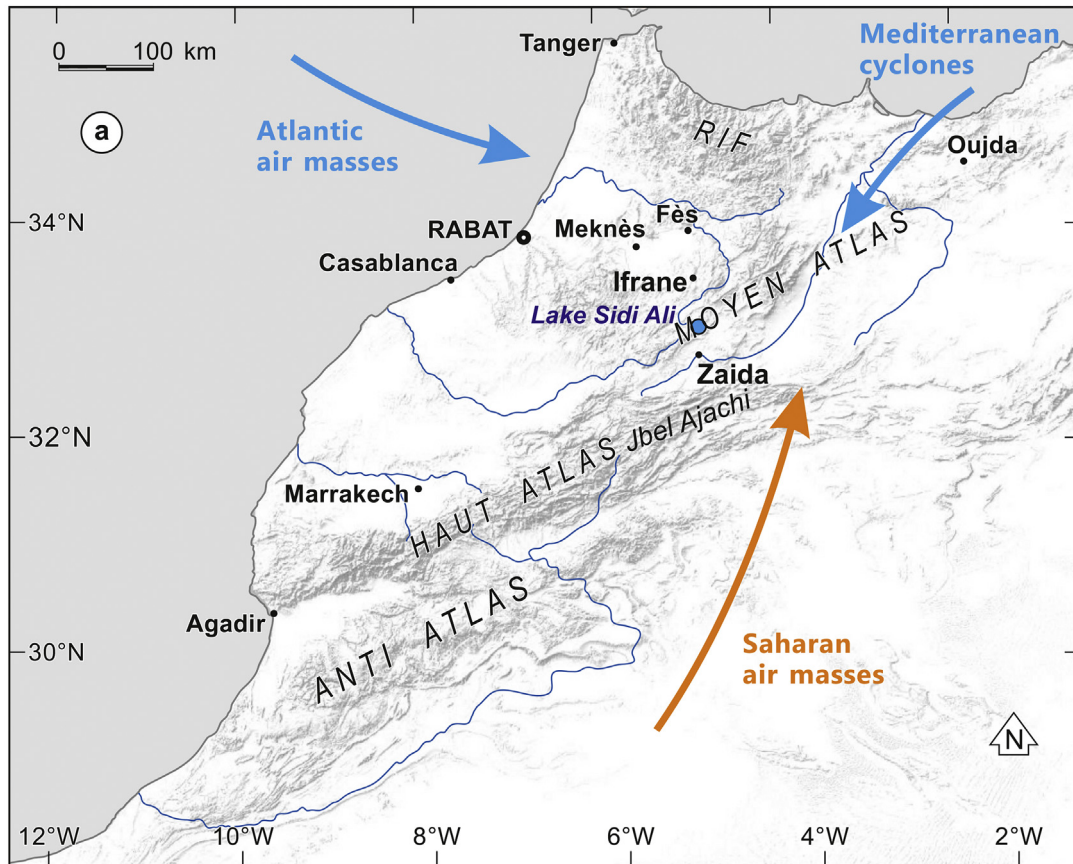 0 100 km
a
Tanger
Mediterranean
cyclones
Atlantic
air masses
RIF
Oujda
34°N
RABAT
Meknès
Fès
Casablanca
Ifrane
Lake Sidi Ali
MOYEN ATLAS
Zaida
Jbel Ajachi
32°N
Marrakech
HAUT ATLAS
Agadir
ANTI ATLAS
30°N
Saharan
air masses
N
12°W 10°W 8°W 6°W 4°W 2°W